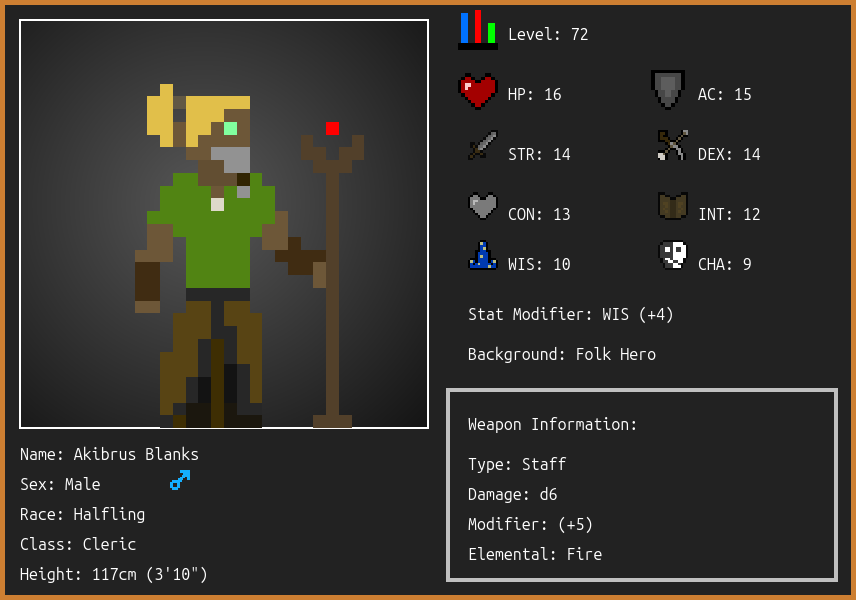 Level: 72
HP: 16
AC: 15
STR: 14
DEX: 14
CON: 13
INT: 12
WIS: 10
CHA: 9
Stat Modifier: WIS (+4)
Background: Folk Hero
Weapon Information:
Type: Staff
Damage: d6
Modifier: (+5)
Elemental: Fire
Name: Akibrus Blanks
Sex: Male
Race: Halfling
Class: Cleric
Height: 117cm (3'10")